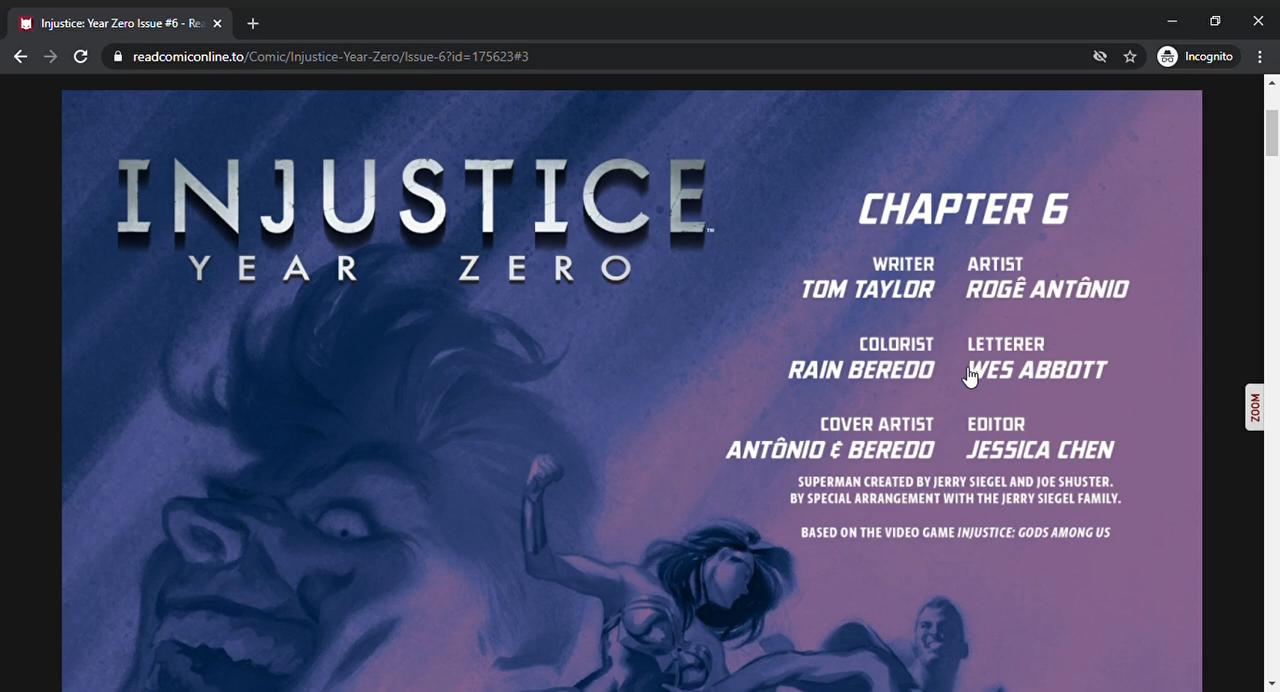 Injustice: Year Zero Issue #6 - Rea
readcomiconline.to/Comic/Injustice-Year-Zero/Issue-6?id=175623#3
Incognito
INJUSTICE™
YEAR ZERO
CHAPTER 6
WRITER
TOM TAYLOR
ARTIST
ROGÊ ANTÔNIO
COLORIST
RAIN BEREDO
LETTERER
WES ABBOTT
COVER ARTIST
ANTÔNIO & BEREDO
EDITOR
JESSICA CHEN
SUPERMAN CREATED BY JERRY SIEGEL AND JOE SHUSTER.
BY SPECIAL ARRANGEMENT WITH THE JERRY SIEGEL FAMILY.
BASED ON THE VIDEO GAME INJUSTICE: GODS AMONG US
ZOOM